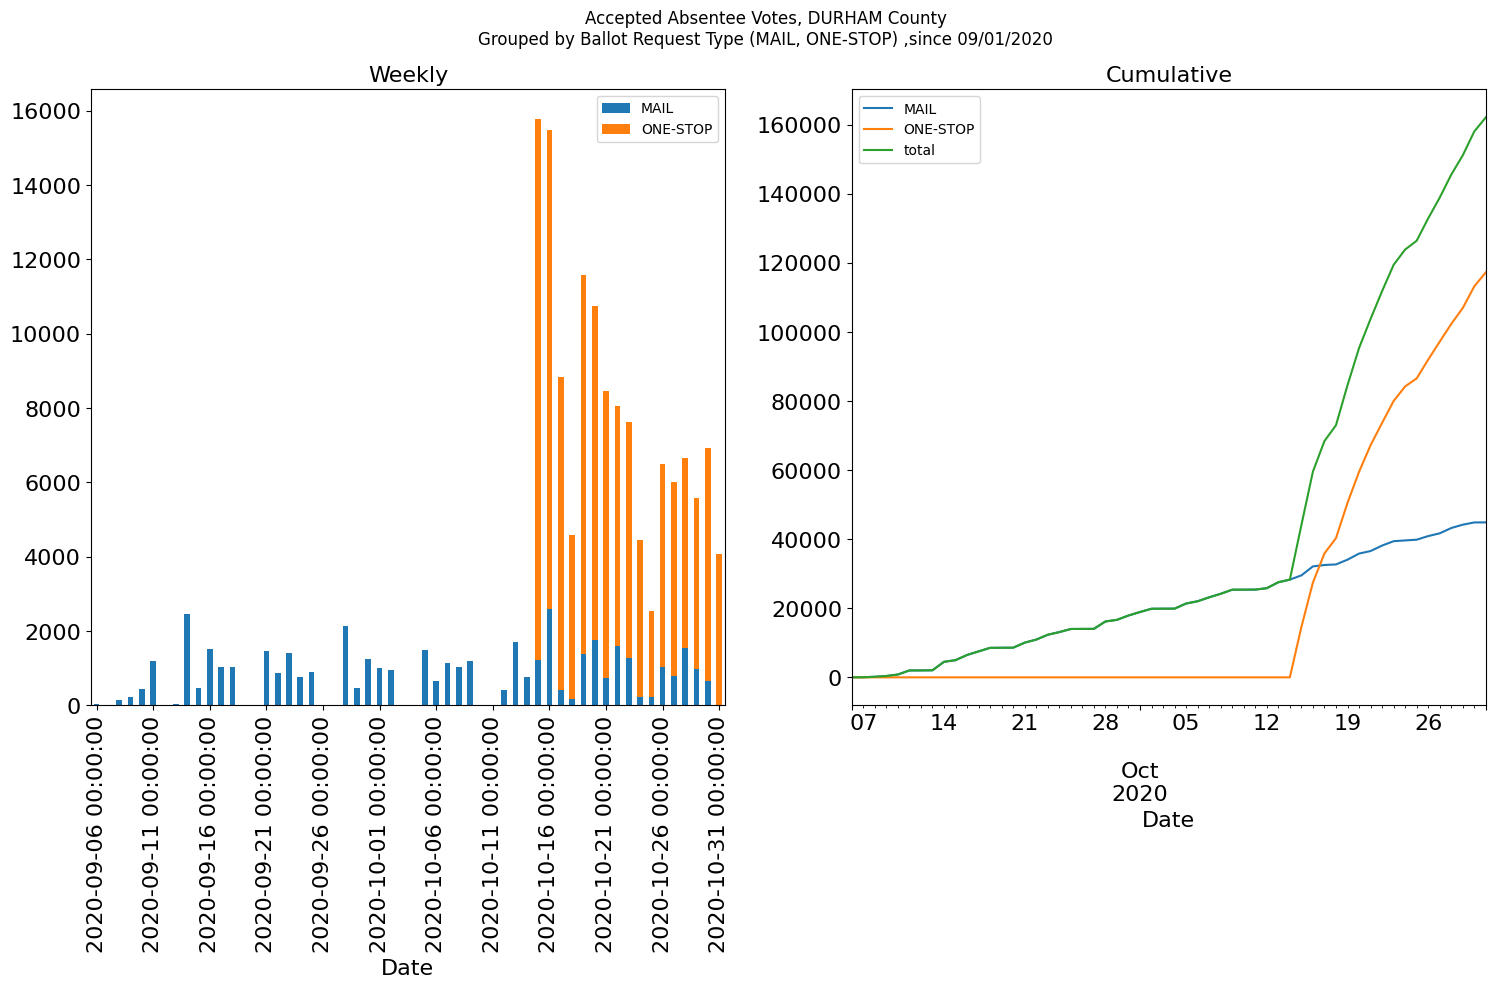 Accepted Absentee Votes, DURHAM County
Grouped by Ballot Request Type (MAIL, ONE-STOP) ,since 09/01/2020
Weekly
MAIL
ONE-STOP
16000
14000
12000
10000
8000
6000
4000
2000
0
2020-09-06 00:00:00
2020-09-11 00:00:00
2020-09-16 00:00:00
2020-09-21 00:00:00
2020-09-26 00:00:00
2020-10-01 00:00:00
2020-10-06 00:00:00
2020-10-11 00:00:00
2020-10-16 00:00:00
2020-10-21 00:00:00
2020-10-26 00:00:00
2020-10-31 00:00:00
Date
Cumulative
MAIL
ONE-STOP
total
160000
140000
120000
100000
80000
60000
40000
20000
0
07 14 21 28 05 12 19 26
Oct
2020
Date